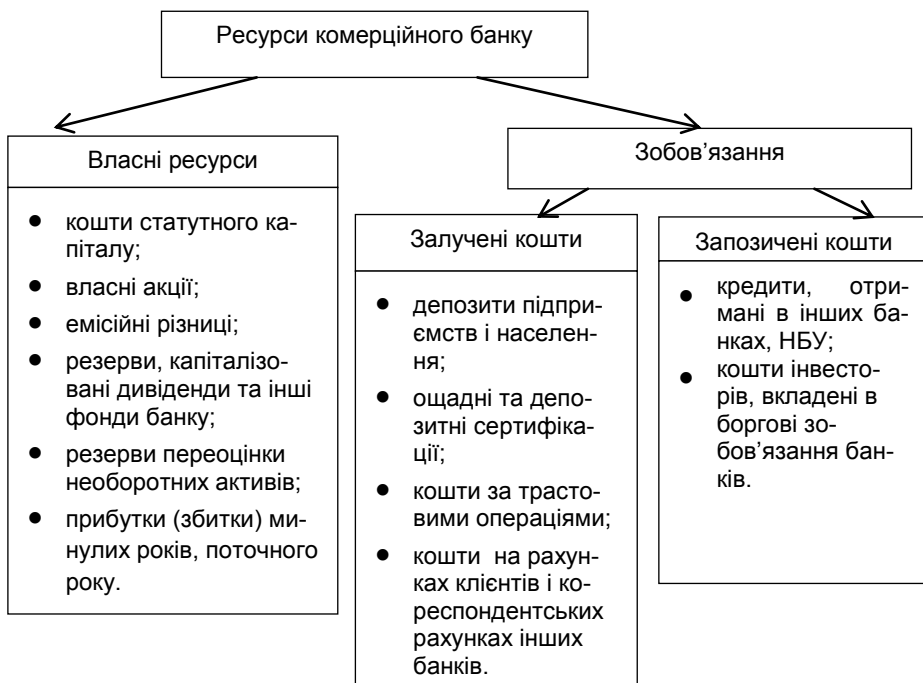 Ресурси комерційного банку
Власні ресурси
кошти статутного ка-
піталу;
власні акції;
емісійні різниці;
резерви, капіталізо-
вані дивіденди та інші
фонди банку;
резерви переоцінки
необоротних активів;
прибутки (збитки) ми-
нулих років, поточного
року.
Зобов’язання
Залучені кошти
депозити підпри-
ємств і населен-
ня;
ощадні та депо-
зитні сертифіка-
ції;
кошти за трасто-
вими операціями;
кошти на рахун-
ках клієнтів і ко-
респондентських
рахунках інших
банків.
Запозичені кошти
кредити, отри-
мані в інших ба-
нках, НБУ;
кошти інвесто-
рів, вкладені в
боргові зо-
бов’язання бан-
ків.